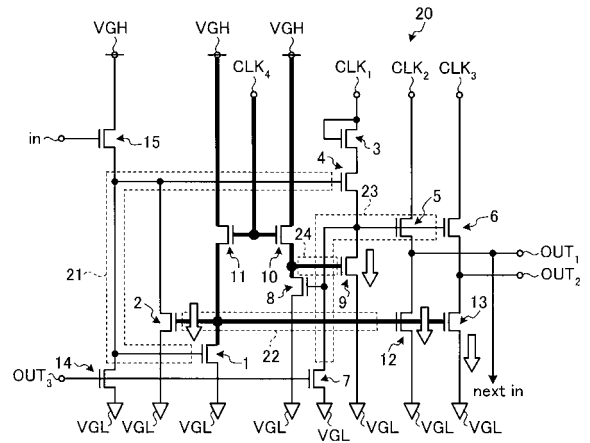 20
VGH VGH VGH
CLK4 CLK1 CLK2 CLK3
in
15
3
4
23
5
6
21
24
OUT1
11
10
9
OUT2
8
2
13
22
12
14
1
7
OUT3
next in
VGL VGL VGL VGL VGL VGL VGL VGL